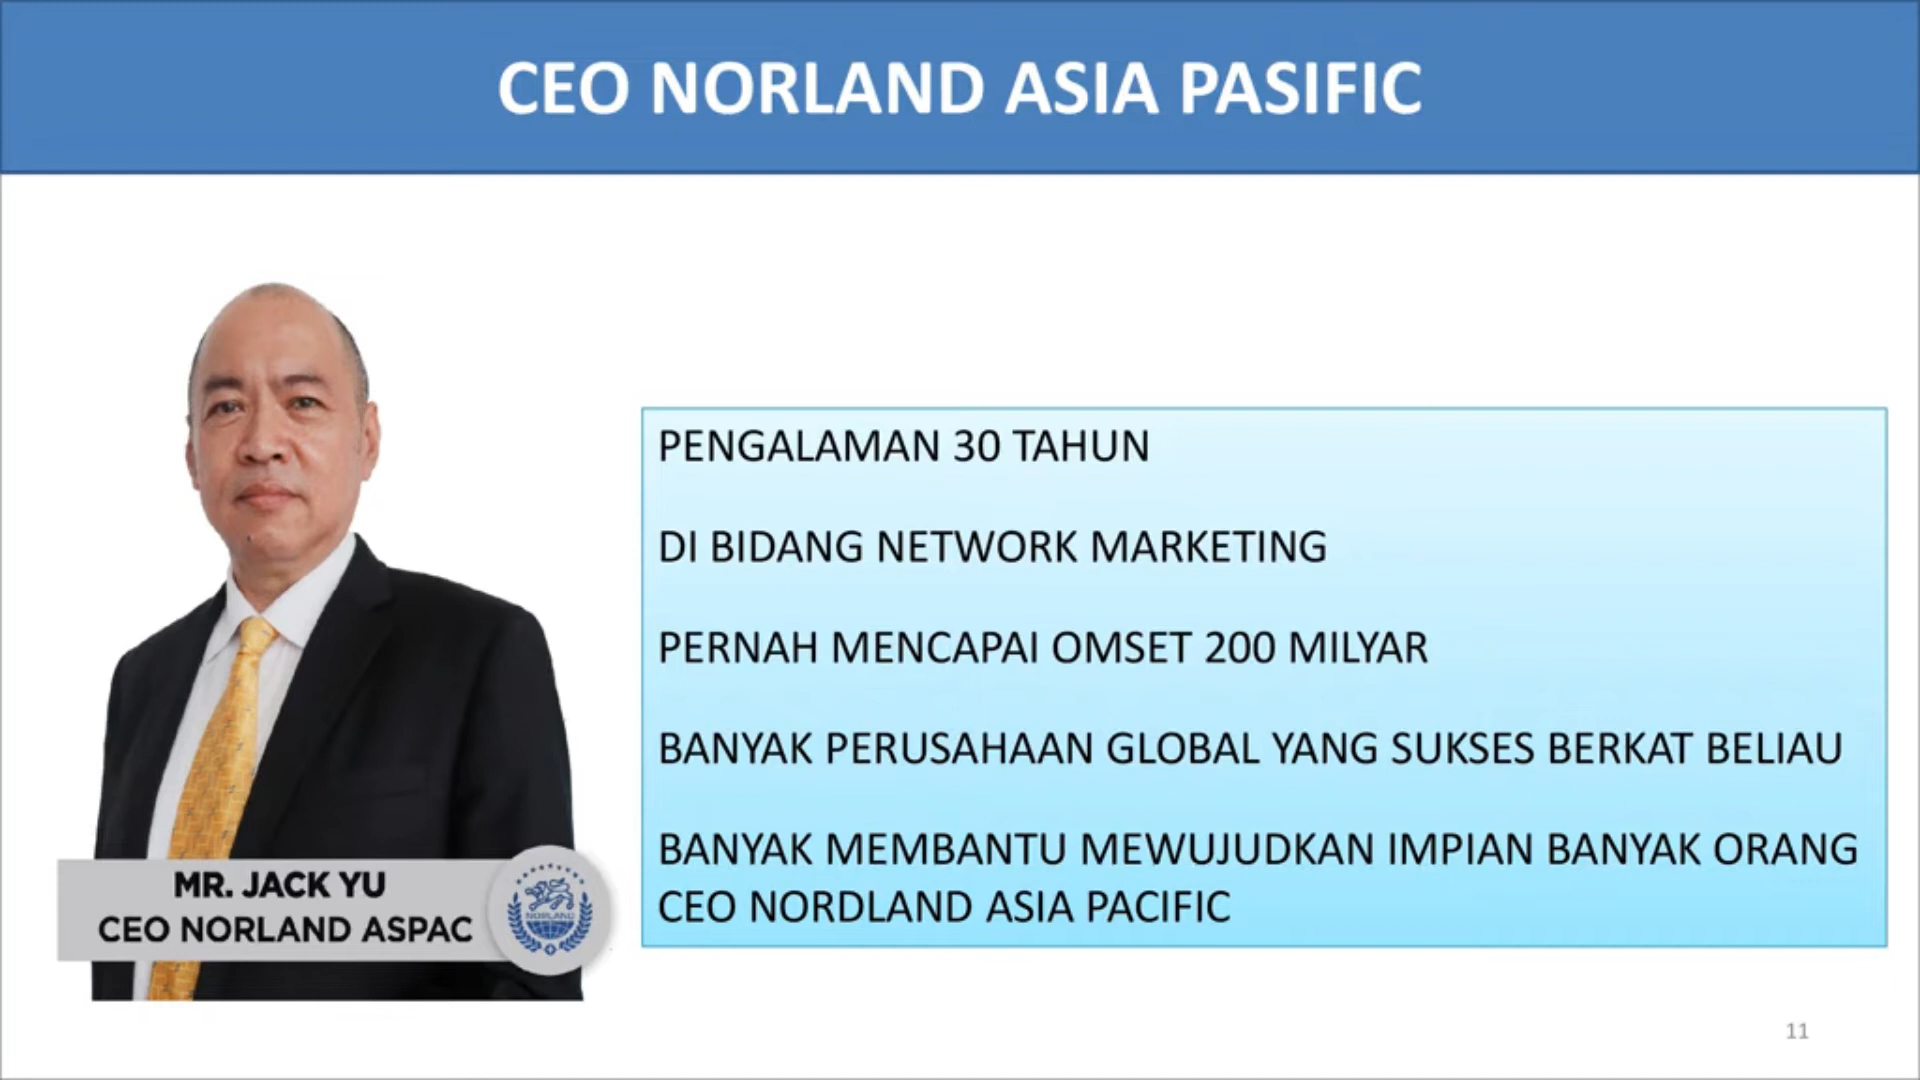 CEO NORLAND ASIA PASIFIC
PENGALAMAN 30 TAHUN
DI BIDANG NETWORK MARKETING
PERNAH MENCAPAI OMSET 200 MILYAR
BANYAK PERUSAHAAN GLOBAL YANG SUKSES BERKAT BELIAU
BANYAK MEMBANTU MEWUJUDKAN IMPIAN BANYAK ORANG
CEO NORDLAND ASIA PACIFIC
MR. JACK YU
CEO NORLAND ASPAC
NORLAND
11